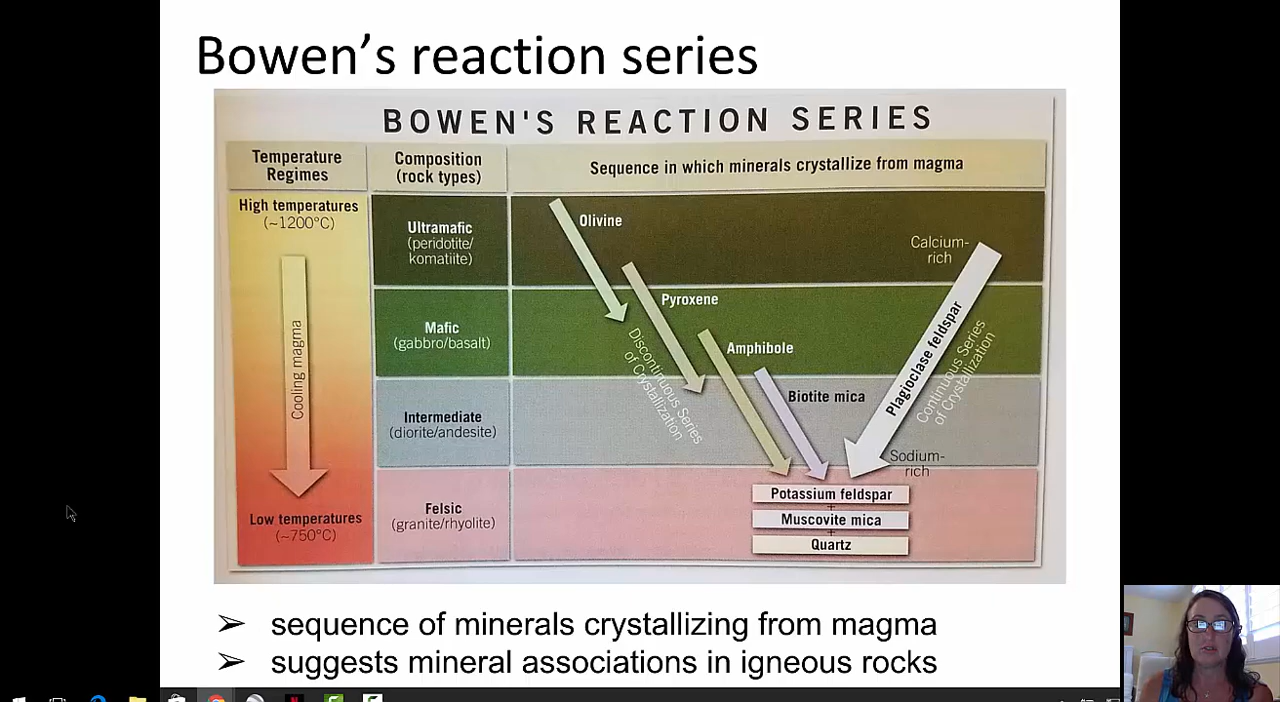 Bowen's reaction series
BOWEN'S REACTION SERIES
Temperature
Regimes
Composition
(rock types)
Sequence in which minerals crystallize from magma
High temperatures
(~1200°C)
Cooling magma
Low temperatures
(~750°C)
Ultramafic
(peridotite/
komatiite)
Mafic
(gabbro/basalt)
Intermediate
(diorite/andesite)
Felsic
(granite/rhyolite)
Olivine
Pyroxene
Amphibole
Biotite mica
Discontinuous Series
of Crystallization
Calcium-
rich
Plagioclase feldspar
Continuous Series
of Crystallization
Sodium-
rich
Potassium feldspar
+
Muscovite mica
+
Quartz
➢ sequence of minerals crystallizing from magma
➢ suggests mineral associations in igneous rocks